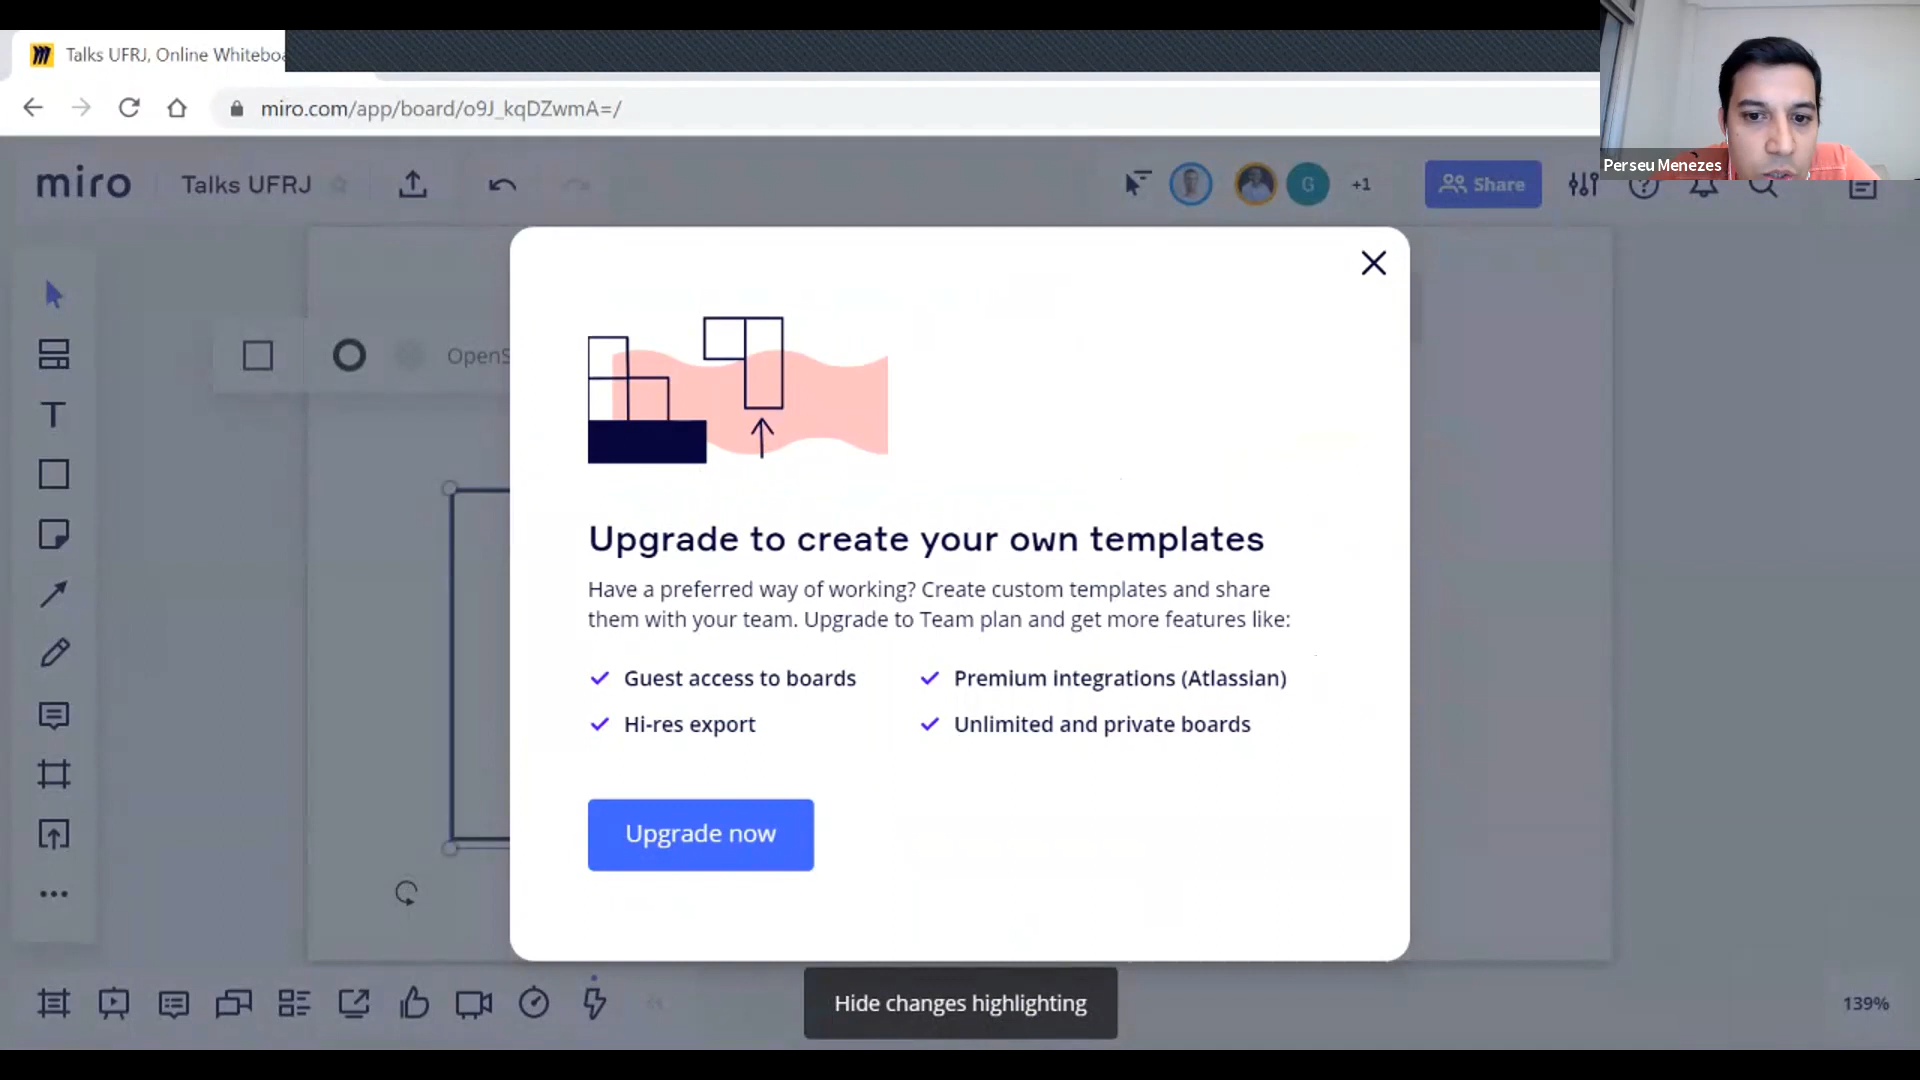 Talks UFRJ, Online Whiteboa
miro.com/app/board/o9J_kqDZwmA=/
Perseu Menezes
miro
Talks UFRJ
G
+1
Share
OpenS
Upgrade to create your own templates
Have a preferred way of working? Create custom templates and share
them with your team. Upgrade to Team plan and get more features like:
Guest access to boards
Premium integrations (Atlassian)
Hi-res export
Unlimited and private boards
Upgrade now
Hide changes highlighting
139%